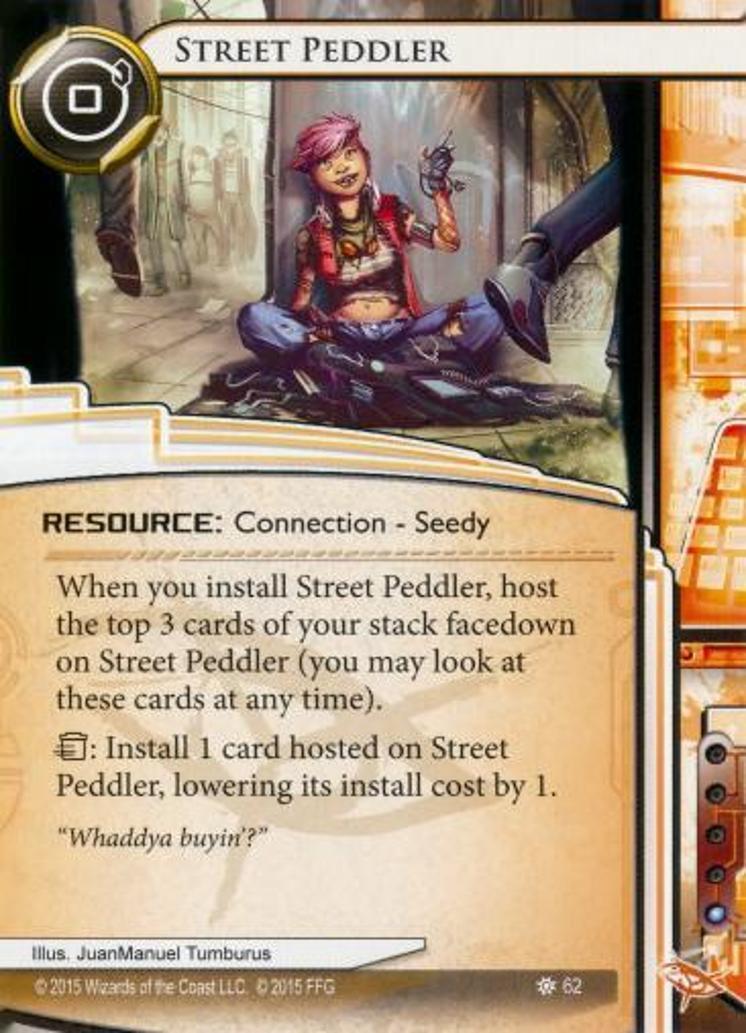 STREET PEDDLER
RESOURCE: Connection - Seedy
When you install Street Peddler, host
the top 3 cards of your stack facedown
on Street Peddler (you may look at
these cards at any time).
: Install 1 card hosted on Street
Peddler, lowering its install cost by 1.
"Whaddya buyin'?"
Illus. JuanManuel Tumburus
© 2015 Wizards of the Coast LLC. © 2015 FFG
62